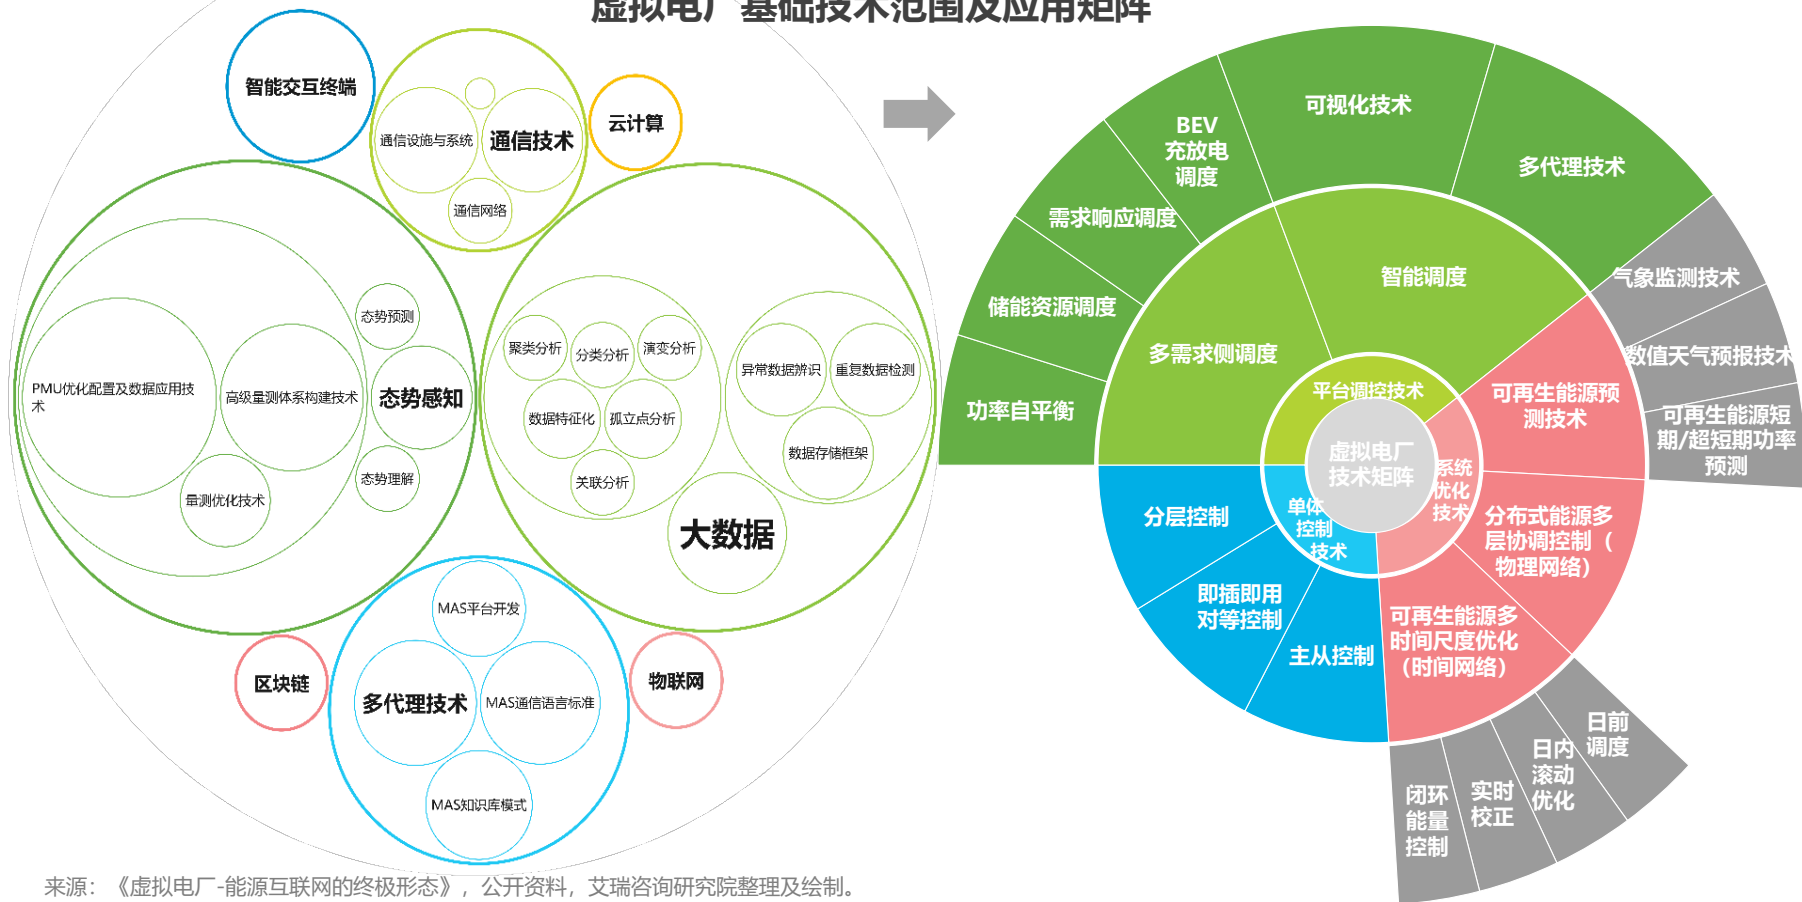 虚拟电厂基础技术范围及应用矩阵
智能交互终端
通信设施与系统
通信技术
通信网络
云计算
态势预测
PMU优化配置及数据应用技
术
高级量测体系构建技术
态势感知
态势理解
量测优化技术
聚类分析
分类分析
演变分析
数据特征化
孤立点分析
关联分析
异常数据辨识
重复数据检测
数据存储框架
大数据
MAS平台开发
多代理技术
MAS通信语言标准
MAS知识库模式
区块链
物联网
虚拟电厂
技术矩阵
平台调控技术
系统
优化
技术
单体
控制
技术
多需求侧调度
智能调度
可再生能源预
测技术
分布式能源多
层协调控制（
物理网络）
可再生能源多
时间尺度优化
（时间网络）
主从控制
即插即用
对等控制
分层控制
功率自平衡
储能资源调度
需求响应调度
BEV
充放电
调度
可视化技术
多代理技术
气象监测技术
数值天气预报技术
可再生能源短
期/超短期功率
预测
日前
调度
日内
滚动
优化
实时
校正
闭环
能量
控制
来源：《虚拟电厂-能源互联网的终极形态》，公开资料，艾瑞咨询研究院整理及绘制。